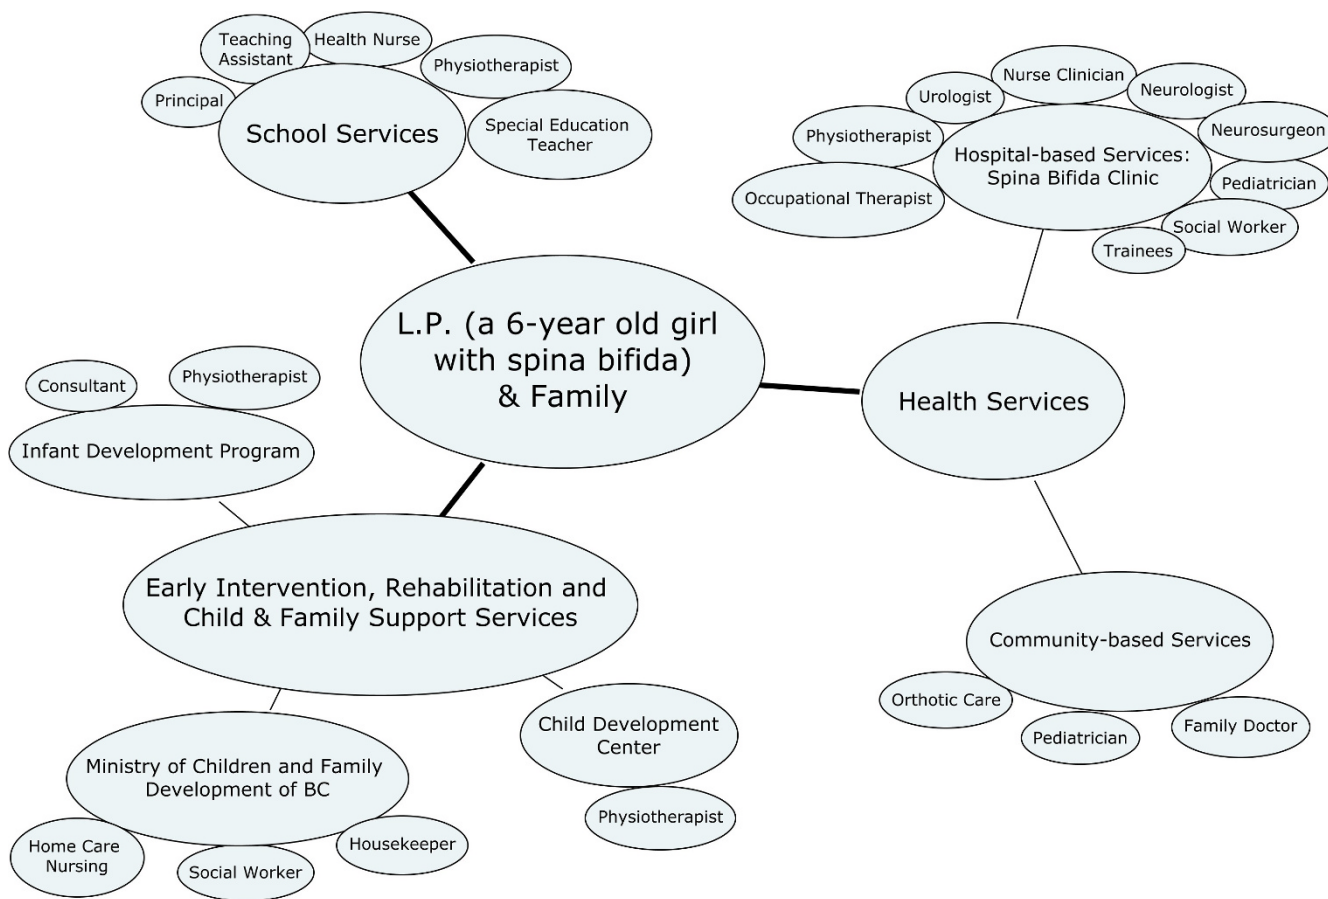 Teaching
Assistant
Health Nurse
Physiotherapist
Principal
School Services
Special Education
Teacher
Nurse Clinician
Urologist
Neurologist
Physiotherapist
Neurosurgeon
Hospital-based Services:
Spina Bifida Clinic
Occupational Therapist
Pediatrician
Social Worker
Trainees
L.P. (a 6-year old girl
with spina bifida)
& Family
Health Services
Consultant
Physiotherapist
Infant Development Program
Early Intervention, Rehabilitation and
Child & Family Support Services
Community-based Services
Orthotic Care
Pediatrician
Family Doctor
Child Development
Center
Physiotherapist
Ministry of Children and Family
Development of BC
Home Care
Nursing
Social Worker
Housekeeper